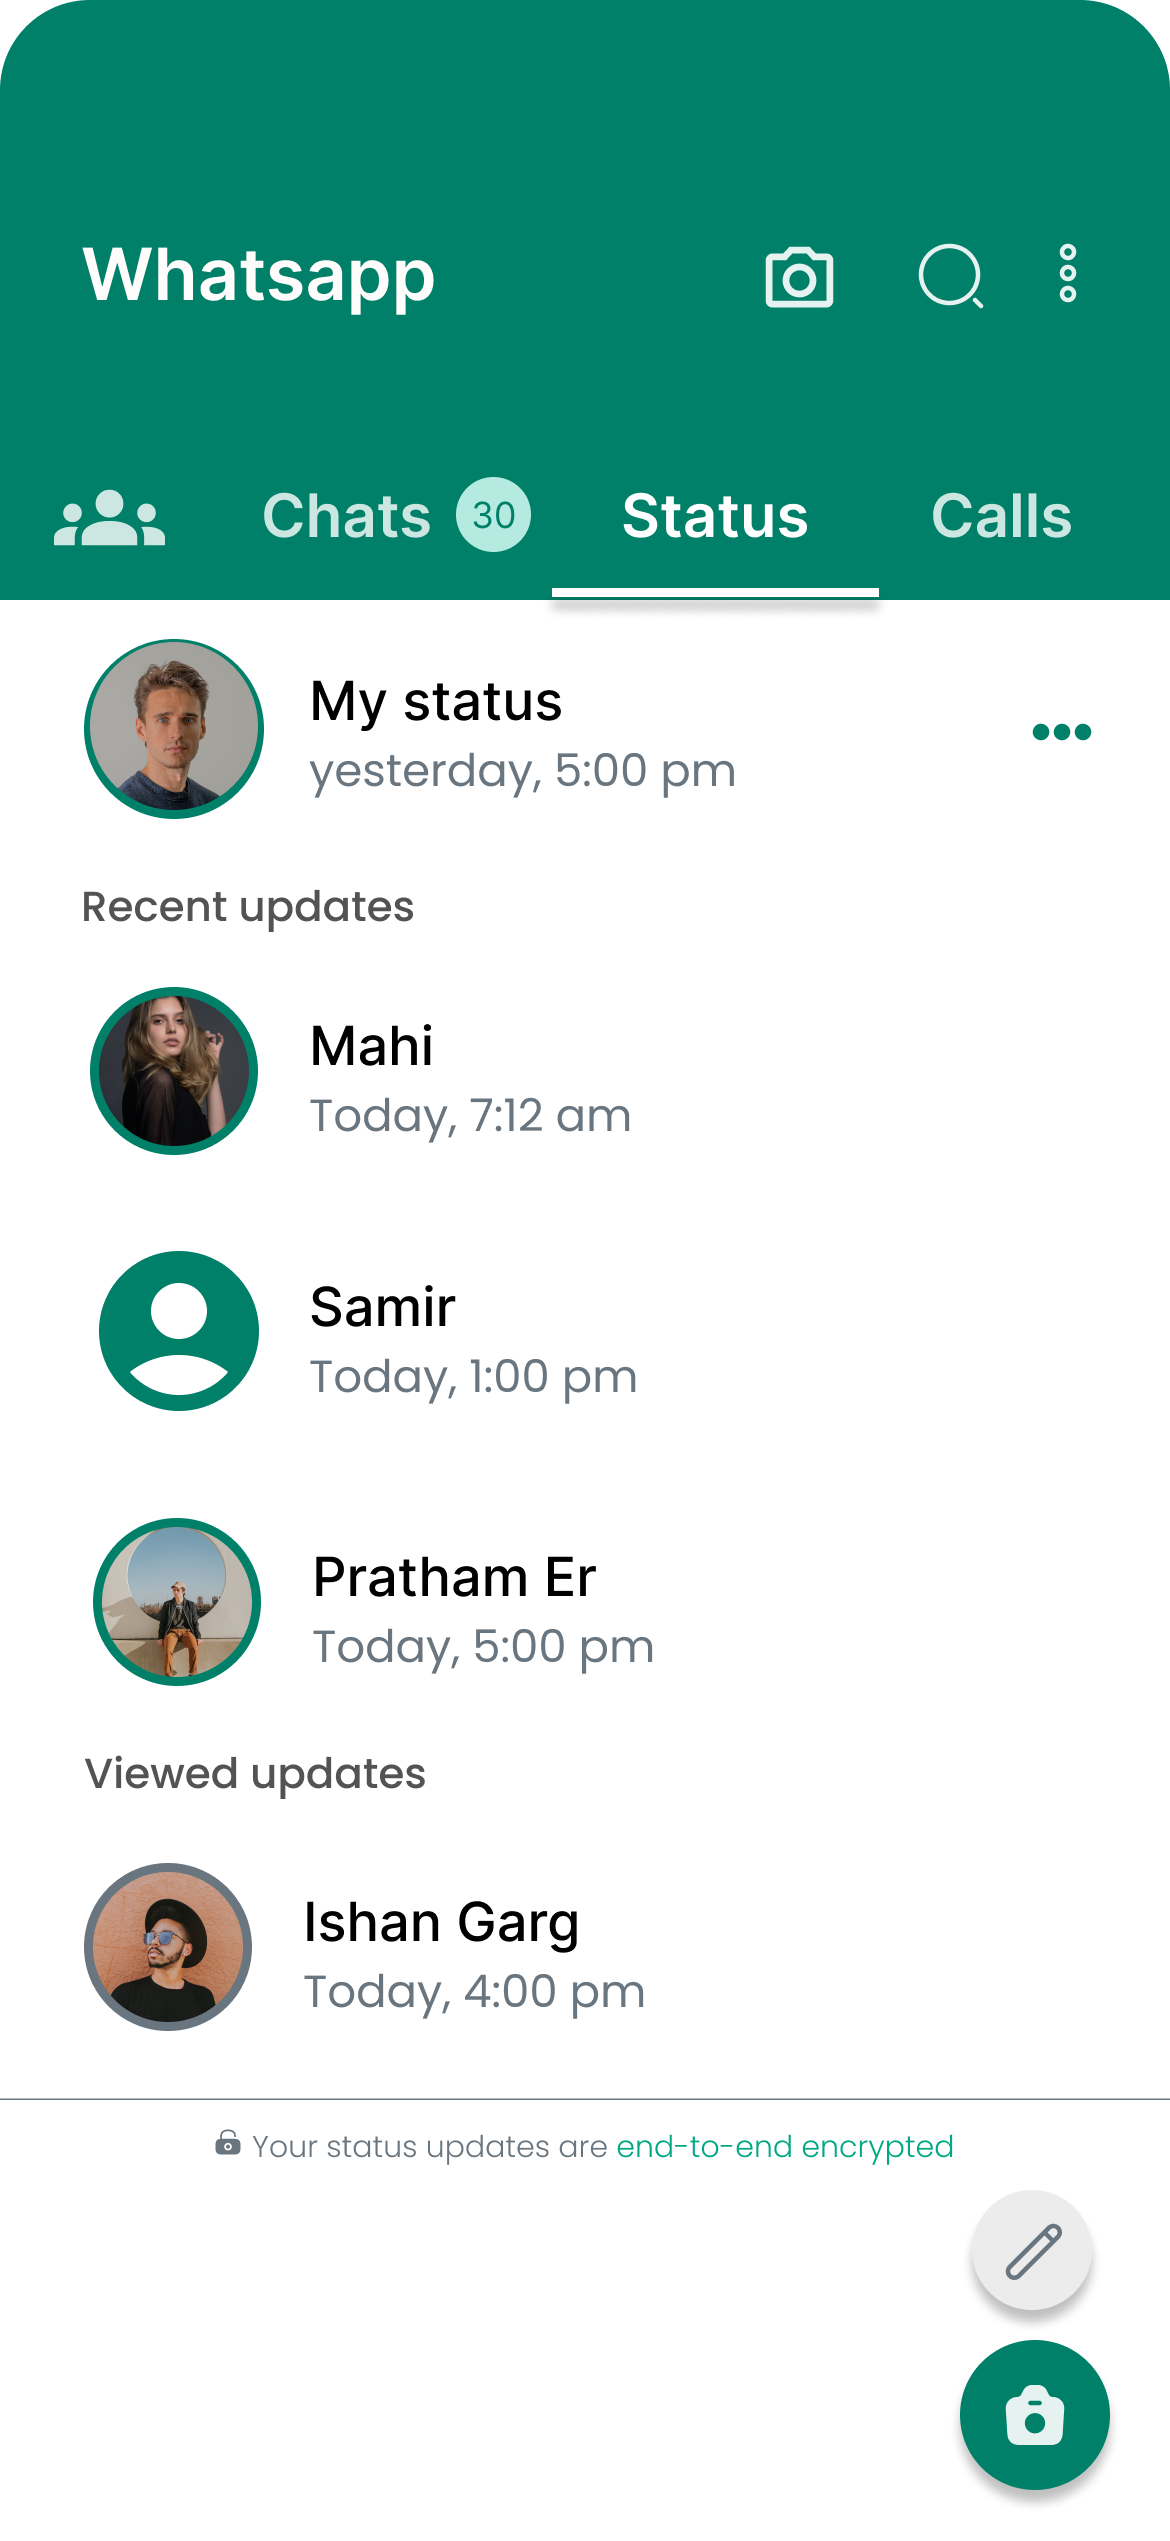 Whatsapp
Chats 30 Status Calls
My status
yesterday, 5:00 pm
Recent updates
Mahi
Today, 7:12 am
Samir
Today, 1:00 pm
Pratham Er
Today, 5:00 pm
Viewed updates
Ishan Garg
Today, 4:00 pm
Your status updates are end-to-end encrypted